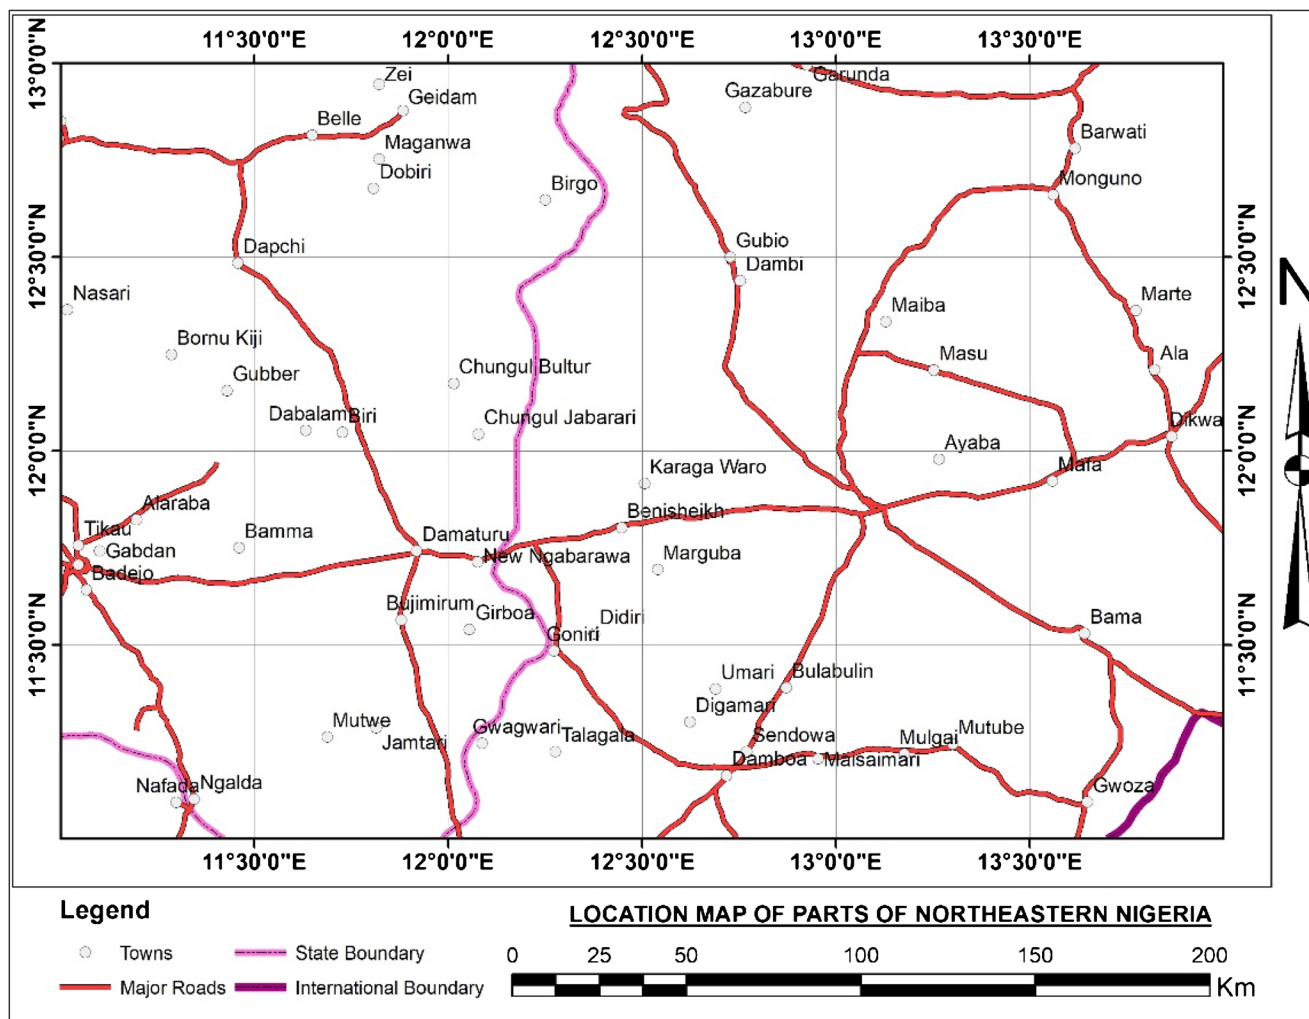 11°30'0"E 12°0'0"E 12°30'0"E 13°0'0"E 13°30'0"E
13°0'0"N
12°30'0"N
12°0'0"N
11°30'0"N
12°30'0"N
12°0'0"N
11°30'0"N
N
Zei
Garunda
Geidam
Gazabure
Belle
Barwati
Maganwa
Dobiri
Birgo
Monguno
Dapchi
Gubio
Dambi
Nasari
Maiba
Marte
Bornu Kiji
Masu
Ala
Gubber
Chungul Bultur
Dabalam
Biri
Chungul Jabarari
Dikwa
Ayaba
Karaga Waro
Mafa
Alaraba
Benisheikh
Tikau
Bamma
Damaturu
Gabdan
New Ngabarawa
Marguba
Badejo
Bujimirum
Girboa
Didiri
Bama
Goniri
Umari
Bulabulin
Digamari
Mutwe
Jamtari
Gwagwari
Talagala
Sendowa
Mulgai
Mutube
Damboa
Maisaimari
Nafada
Ngalda
Gwoza
11°30'0"E 12°0'0"E 12°30'0"E 13°0'0"E 13°30'0"E
Legend
Towns
State Boundary
Major Roads
International Boundary
LOCATION MAP OF PARTS OF NORTHEASTERN NIGERIA
0 25 50 100 150 200
Km